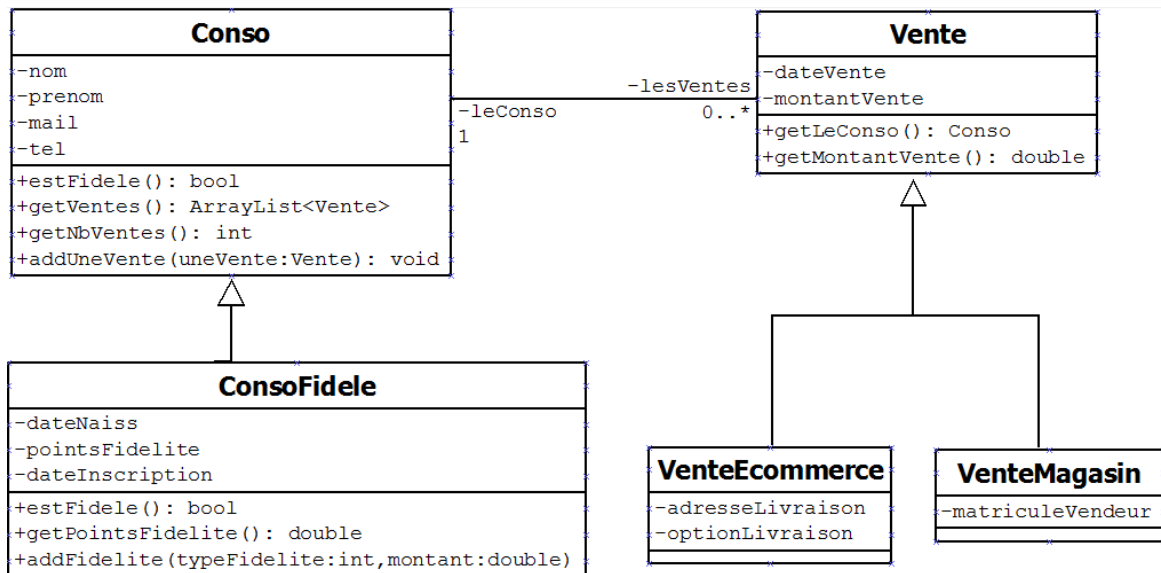 Conso
-nom
-prenom
-mail
-tel
+estFidele(): bool
+getVentes(): ArrayList<Vente>
+getNbVentes(): int
+addUneVente(uneVente:Vente): void
-leConso
1
-lesVentes
0..*
Vente
-dateVente
-montantVente
+getLeConso(): Conso
+getMontantVente(): double
ConsoFidele
-dateNaiss
-pointsFidelite
-dateInscription
+estFidele(): bool
+getPointsFidelite(): double
+addFidelite(typeFidelite:int,montant:double)
VenteEcommerce
-adresseLivraison
-optionLivraison
VenteMagasin
-matriculeVendeur